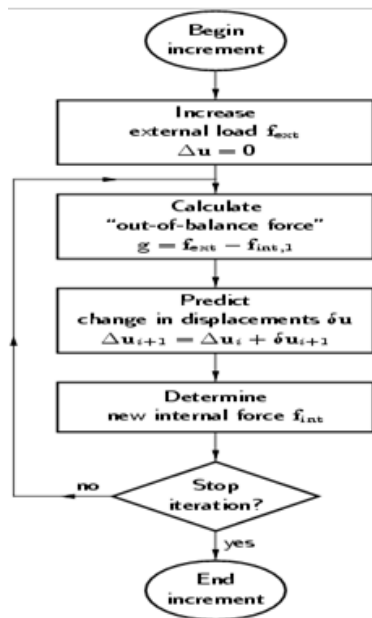 Begin
increment
Increase
external load f_ext
Δu = 0
Calculate
“out-of-balance force”
g = f_ext − f_int,1
Predict
change in displacements δu
Δu_i+1 = Δu_i + δu_i+1
Determine
new internal force f_int
Stop
iteration?
no
yes
End
increment